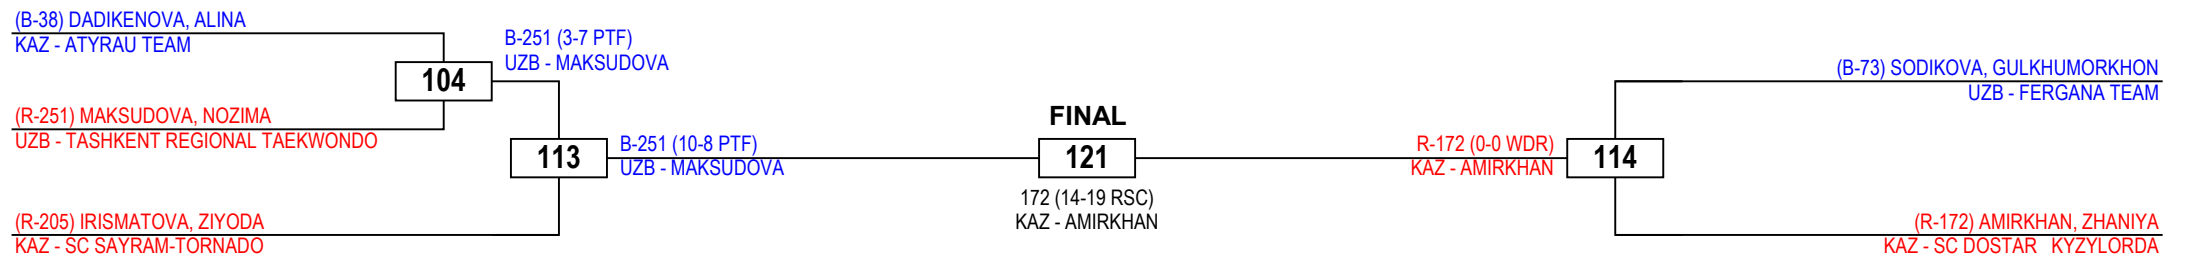 (B-38) DADIKENOVA, ALINA
KAZ - ATYRAU TEAM
B-251 (3-7 PTF)
UZB - MAKSUDOVA
104
(R-251) MAKSUDOVA, NOZIMA
UZB - TASHKENT REGIONAL TAEKWONDO
113
B-251 (10-8 PTF)
UZB - MAKSUDOVA
(R-205) IRISMATOVA, ZIYODA
KAZ - SC SAYRAM-TORNADO
FINAL
121
172 (14-19 RSC)
KAZ - AMIRKHAN
R-172 (0-0 WDR)
KAZ - AMIRKHAN
114
(B-73) SODIKOVA, GULKHUMORKHON
UZB - FERGANA TEAM
(R-172) AMIRKHAN, ZHANIYA
KAZ - SC DOSTAR   KYZYLORDA